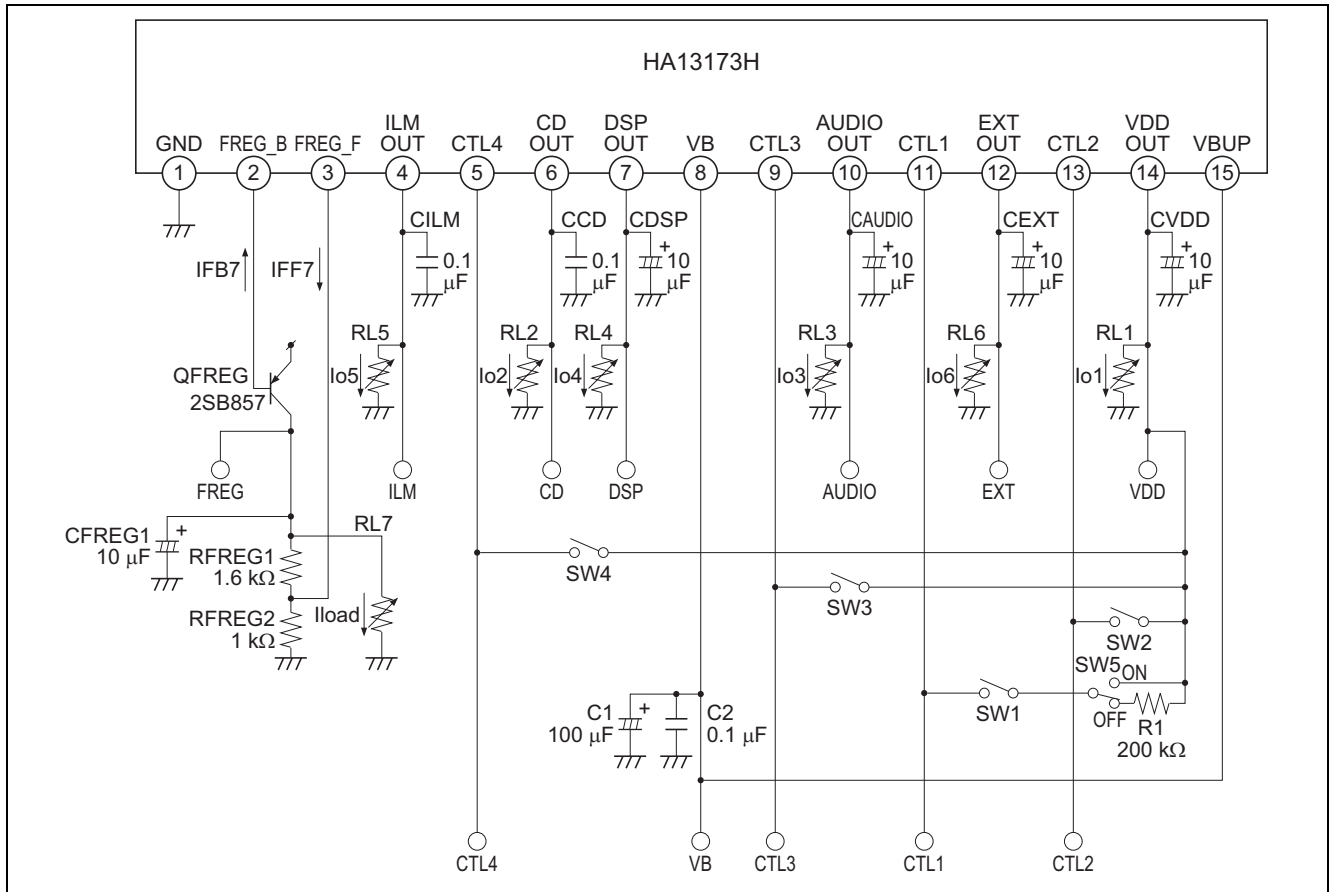 HA13173H
GND FREG_B FREG_F ILM OUT CTL4 CD OUT DSP OUT VB CTL3 AUDIO OUT CTL1 EXT OUT CTL2 VDD OUT VBUP
1 2 3 4 5 6 7 8 9 10 11 12 13 14 15
CILM CCD CDSP CAUDIO CEXT CVDD
IFB7 IFF7
0.1 μF
0.1 μF
+ 10 μF
+ 10 μF
+ 10 μF
+ 10 μF
RL5 RL2 RL4 RL3 RL6 RL1
Io5 Io2 Io4 Io3 Io6 Io1
QFREG
2SB857
FREG ILM CD DSP AUDIO EXT VDD
CFREG1 +
10 μF
RFREG1
1.6 kΩ
RL7
RFREG2
1 kΩ
Iload
SW4
SW3
SW2
SW5 ON
OFF
SW1
R1
200 kΩ
C1 +
100 μF
C2
0.1 μF
CTL4 VB CTL3 CTL1 CTL2